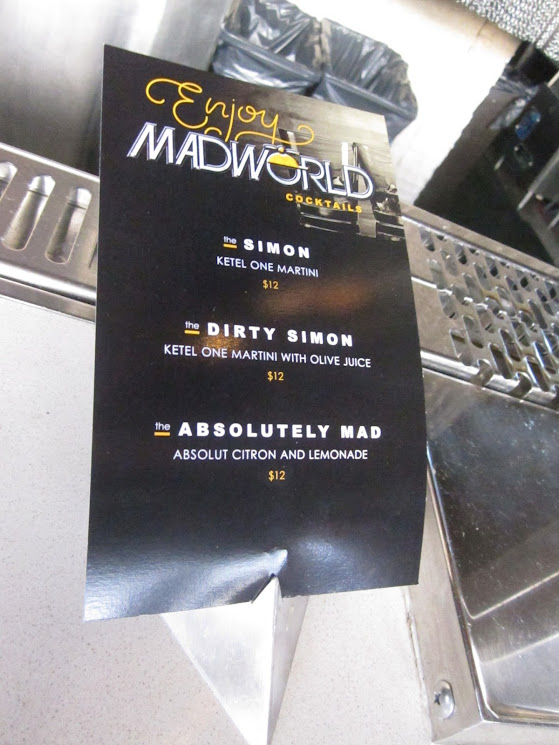 Enjoy
MADWORLD
COCKTAILS
the SIMON
KETEL ONE MARTINI
$12
the DIRTY SIMON
KETEL ONE MARTINI WITH OLIVE JUICE
$12
the ABSOLUTELY MAD
ABSOLUT CITRON AND LEMONADE
$12